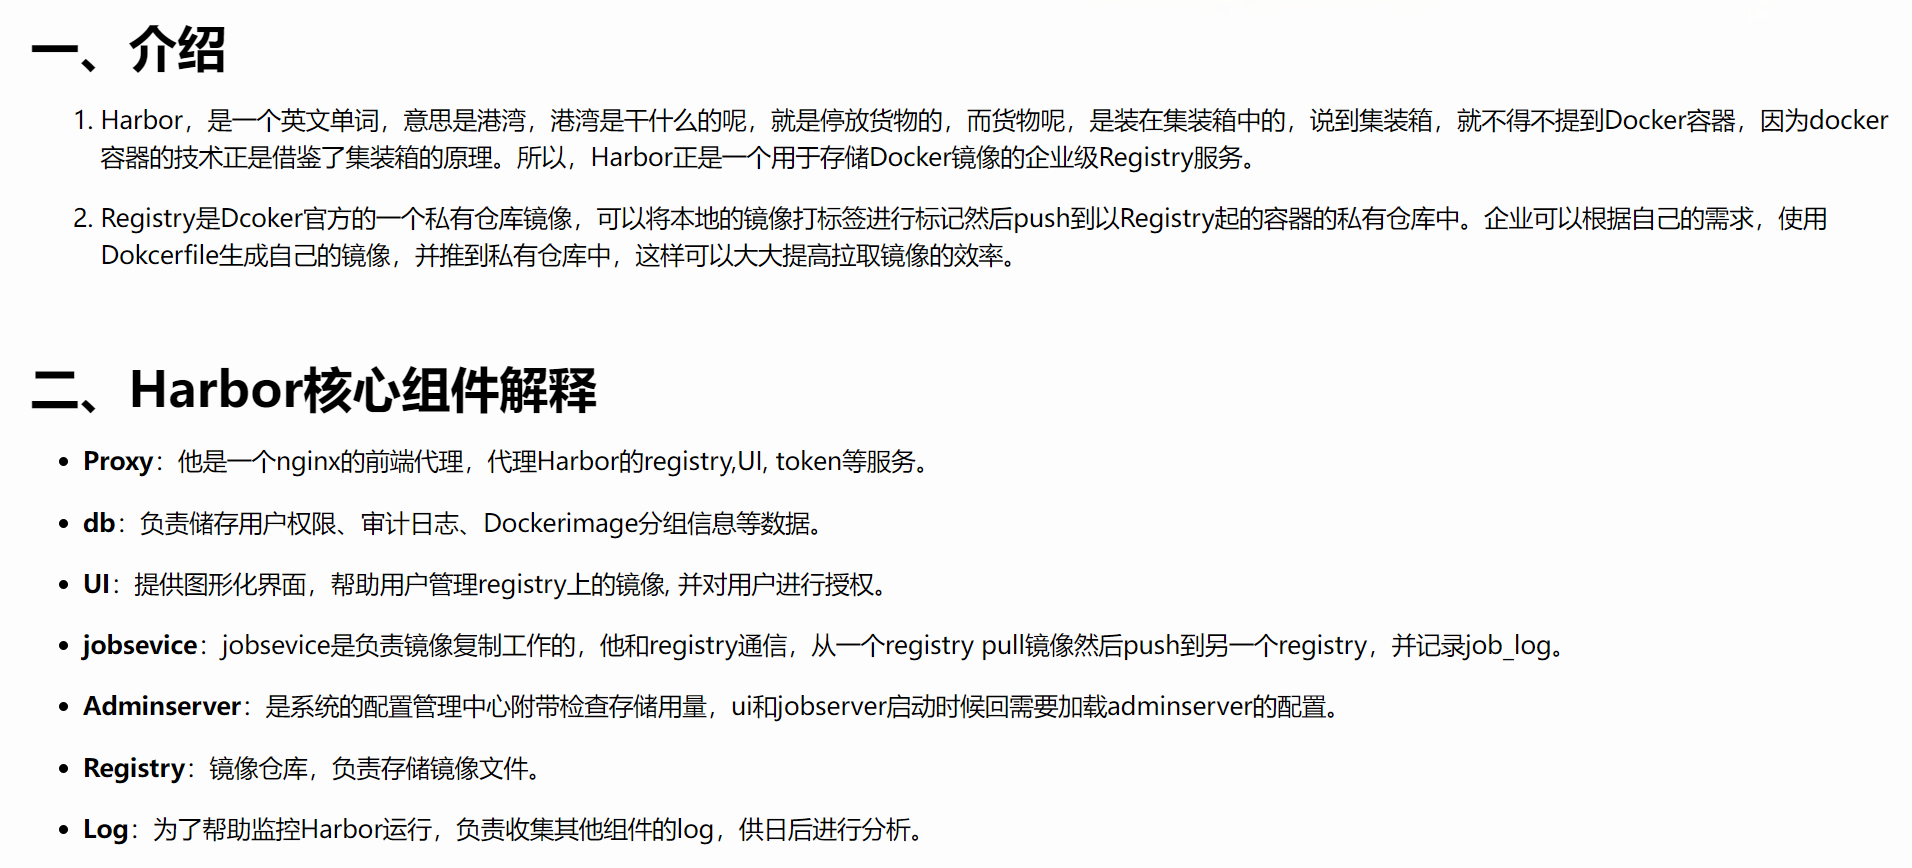 一、介绍
1. Harbor，是一个英文单词，意思是港湾，港湾是干什么的呢，就是停放货物的，而货物呢，是装在集装箱中的，说到集装箱，就不得不提到Docker容器，因为docker
容器的技术正是借鉴了集装箱的原理。所以，Harbor正是一个用于存储Docker镜像的企业级Registry服务。
2. Registry是Dcoker官方的一个私有仓库镜像，可以将本地的镜像打标签进行标记然后push到以Registry起的容器的私有仓库中。企业可以根据自己的需求，使用
Dokcerfile生成自己的镜像，并推到私有仓库中，这样可以大大提高拉取镜像的效率。
二、Harbor核心组件解释
• Proxy：他是一个nginx的前端代理，代理Harbor的registry,UI, token等服务。
• db：负责储存用户权限、审计日志、Dockerimage分组信息等数据。
• UI：提供图形化界面，帮助用户管理registry上的镜像, 并对用户进行授权。
• jobsevice：jobsevice是负责镜像复制工作的，他和registry通信，从一个registry pull镜像然后push到另一个registry，并记录job_log。
• Adminserver：是系统的配置管理中心附带检查存储用量，ui和jobserver启动时候回需要加载adminserver的配置。
• Registry：镜像仓库，负责存储镜像文件。
• Log：为了帮助监控Harbor运行，负责收集其他组件的log，供日后进行分析。